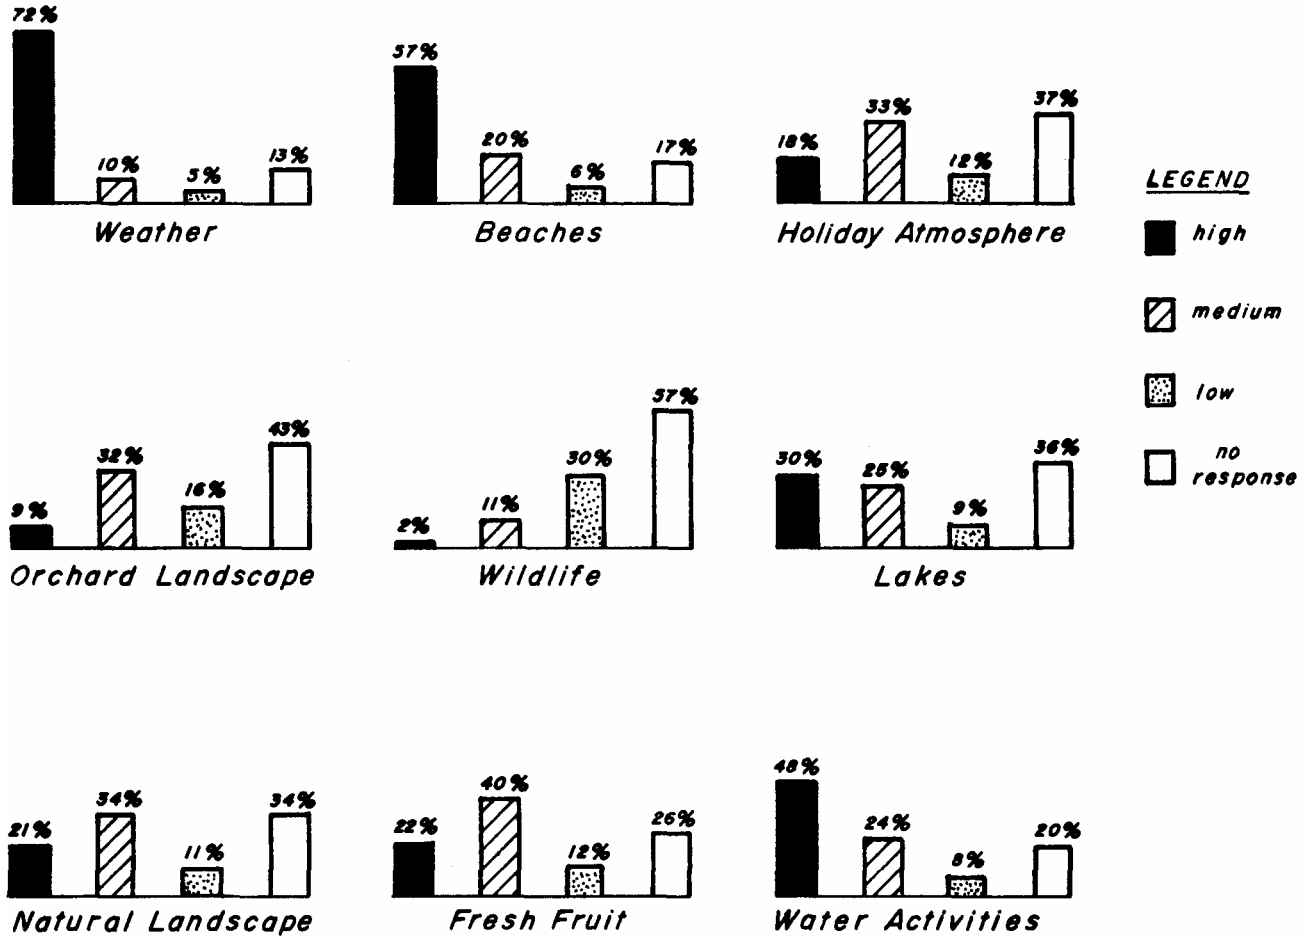 72%
10%
5%
13%
Weather
57%
20%
6%
17%
Beaches
18%
33%
12%
37%
Holiday Atmosphere
LEGEND
high
medium
low
no
response
9%
32%
16%
43%
Orchard Landscape
2%
11%
30%
57%
Wildlife
30%
25%
9%
36%
Lakes
21%
34%
11%
34%
Natural Landscape
22%
40%
12%
26%
Fresh Fruit
48%
24%
8%
20%
Water Activities